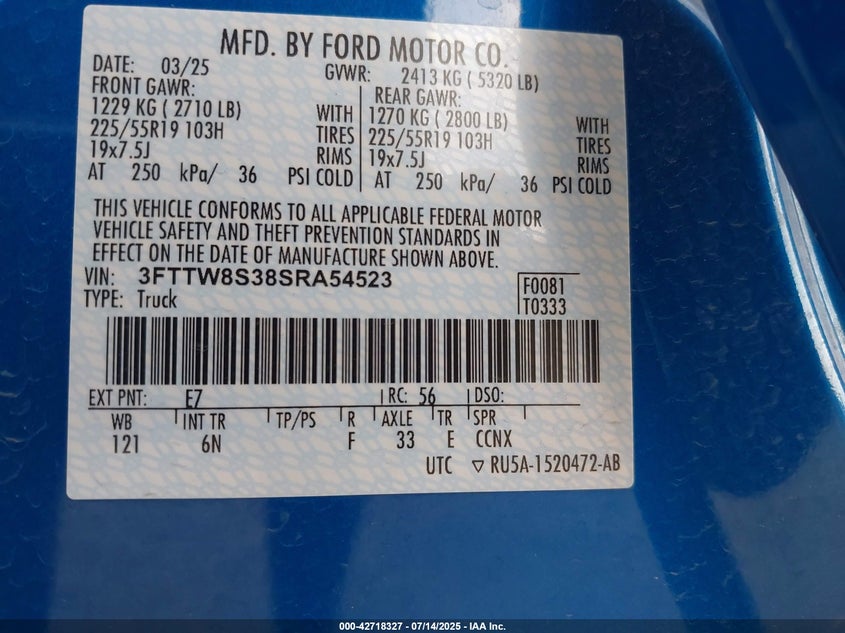 MFD. BY FORD MOTOR CO.
DATE: 03/25 GVWR: 2413 KG ( 5320 LB)
FRONT GAWR: REAR GAWR:
1229 KG ( 2710 LB) WITH 1270 KG ( 2800 LB) WITH
225/55R19 103H TIRES 225/55R19 103H TIRES
19x7.5J RIMS 19x7.5J RIMS
AT 250 kPa/ 36 PSI COLD AT 250 kPa/ 36 PSI COLD
THIS VEHICLE CONFORMS TO ALL APPLICABLE FEDERAL MOTOR
VEHICLE SAFETY AND THEFT PREVENTION STANDARDS IN
EFFECT ON THE DATE OF MANUFACTURE SHOWN ABOVE.
VIN: 3FTTW8S38SRA54523 F0081
TYPE: Truck T0333
EXT PNT: E7 RC: 56 DSO:
WB INT TR TP/PS R AXLE TR SPR
121 6N F 33 E CCNX
UTC ▽ RU5A-1520472-AB
000-42718327 - 07/14/2025 - IAA Inc.